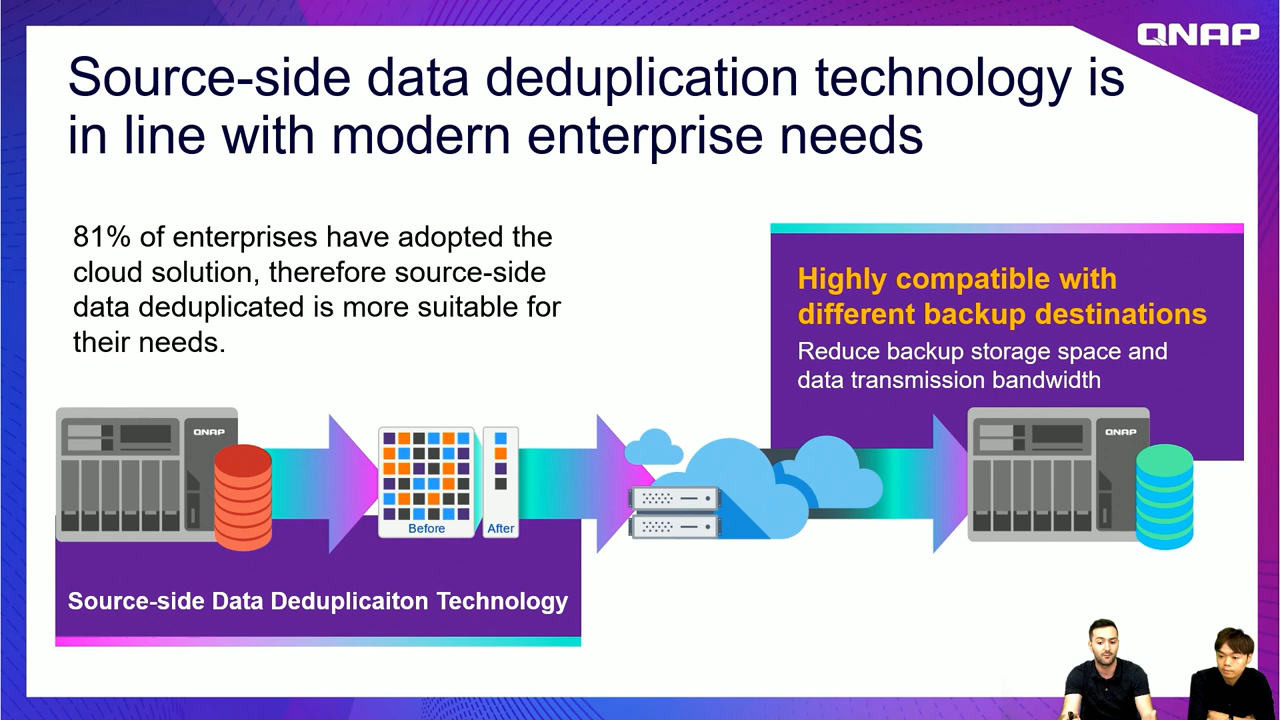 QNAP
Source-side data deduplication technology is
in line with modern enterprise needs
81% of enterprises have adopted the
cloud solution, therefore source-side
data deduplicated is more suitable for
their needs.
Highly compatible with
different backup destinations
Reduce backup storage space and
data transmission bandwidth
QNAP
Before
After
QNAP
Source-side Data Deduplicaiton Technology